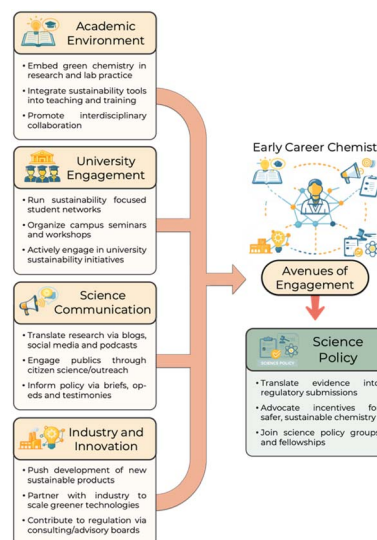 Academic
Environment
• Embed green chemistry in
research and lab practice
• Integrate sustainability tools
into teaching and training
• Promote interdisciplinary
collaboration
University
Engagement
• Run sustainability focused
student networks
• Organize campus seminars
and workshops
• Actively engage in university
sustainability initiatives
Science
Communication
• Translate research via blogs,
social media and podcasts
• Engage publics through
citizen science/outreach
• Inform policy via briefs, op-
eds and testimonies
Industry and
Innovation
• Push development of new
sustainable products
• Partner with industry to
scale greener technologies
• Contribute to regulation via
consulting/advisory boards
Early Career Chemist
Avenues of
Engagement
SCIENCE POLICY
Science
Policy
• Translate evidence into
regulatory submissions
• Advocate incentives fo
safer, sustainable chemistry
• Join science policy groups
and fellowships